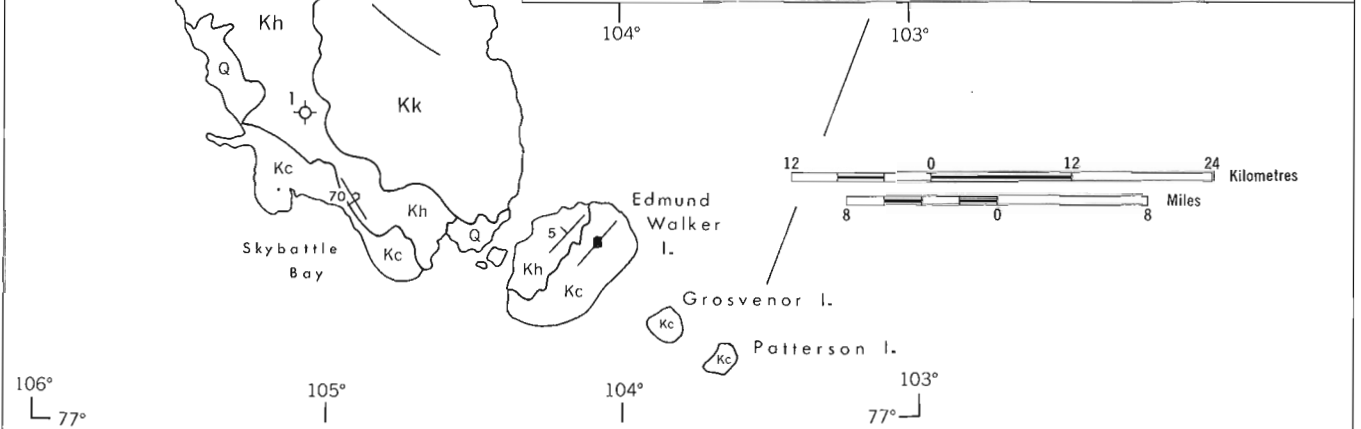 Kh
104°
103°
Q
1
Kk
12 0 12 24 Kilometres
Kc
70
8 0 8 Miles
Kh
Edmund
Walker
I.
Q
5
Skybattle
Bay
Kc
Kh
Kc
Grosvenor I.
Kc
Patterson I.
Kc
106°
105°
104°
103°
77°
77°